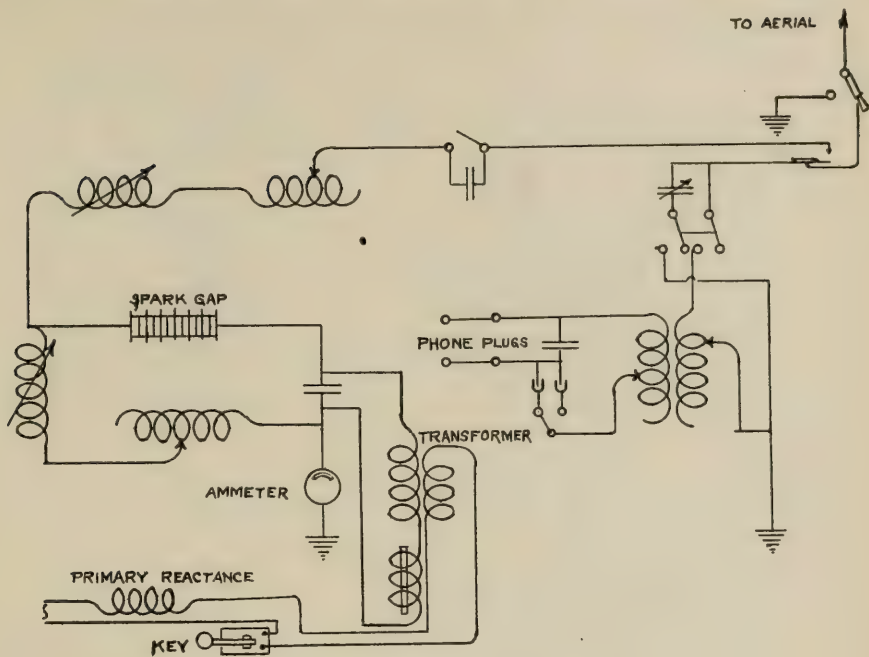 TO AERIAL
SPARK GAP
PHONE PLUGS
TRANSFORMER
AMMETER
PRIMARY REACTANCE
KEY